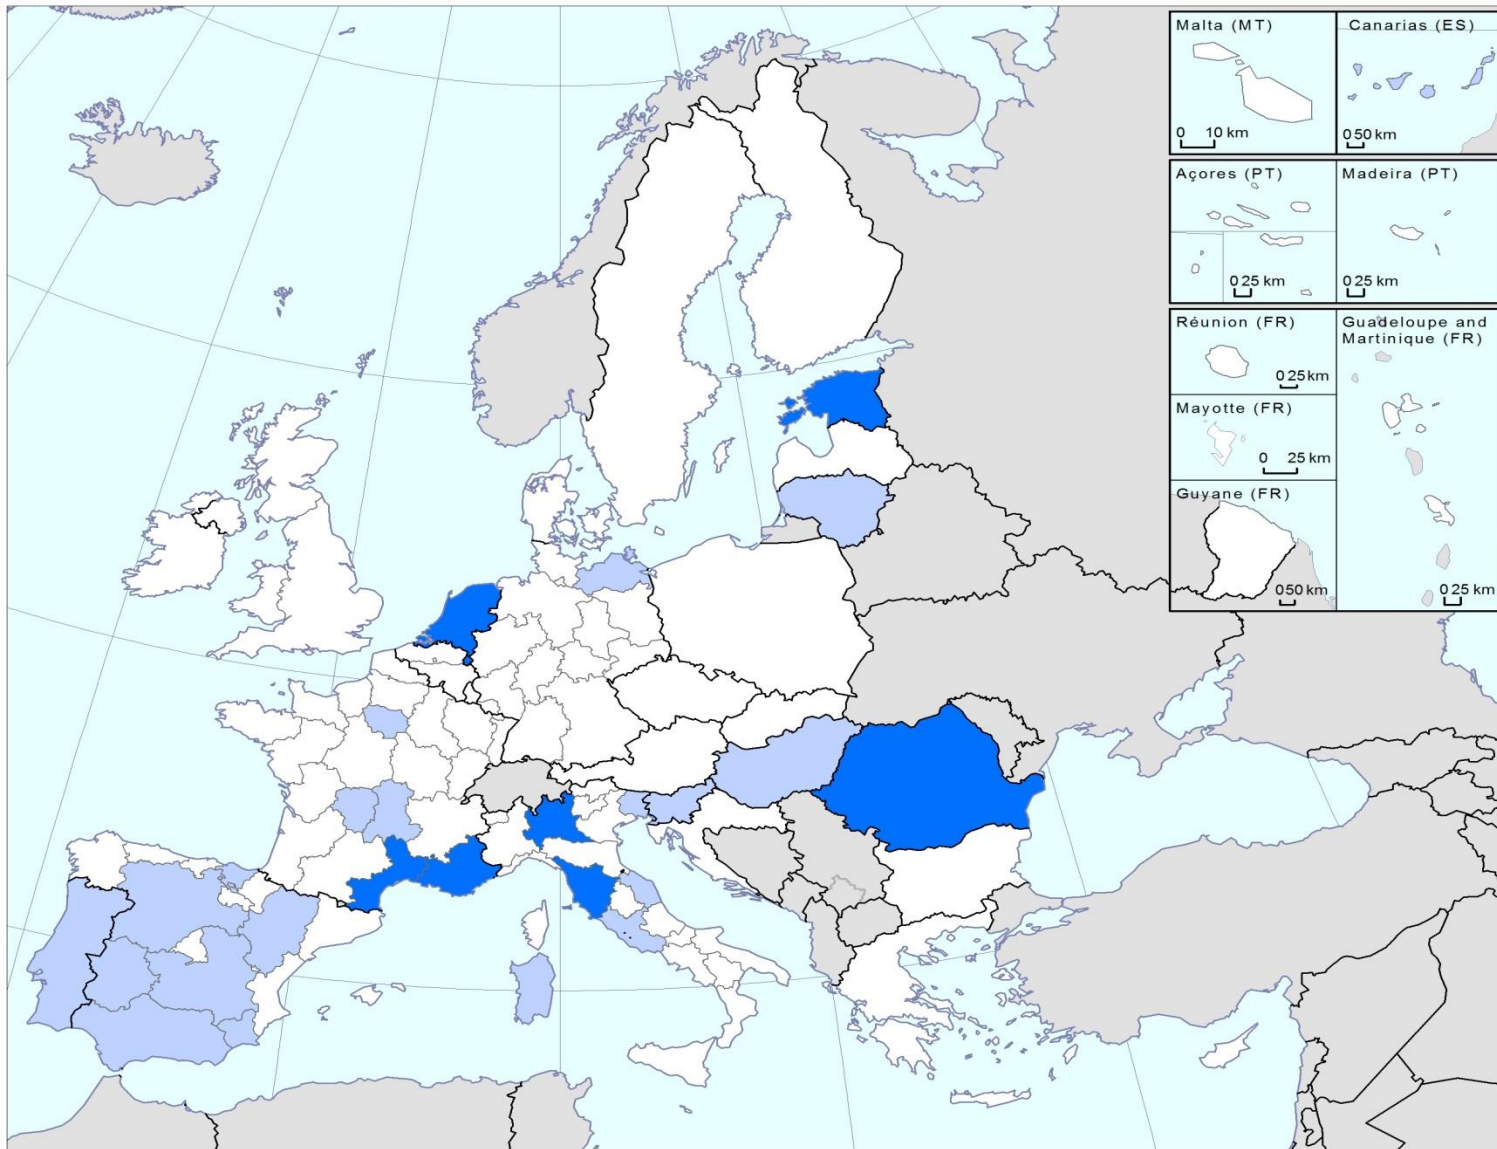 Malta (MT)
0 10 km
Canarias (ES)
0 50 km
Açores (PT)
0 25 km
Madeira (PT)
0 25 km
Réunion (FR)
0 25 km
Mayotte (FR)
0 25 km
Guyane (FR)
0 50 km
Guadeloupe and
Martinique (FR)
0 25 km